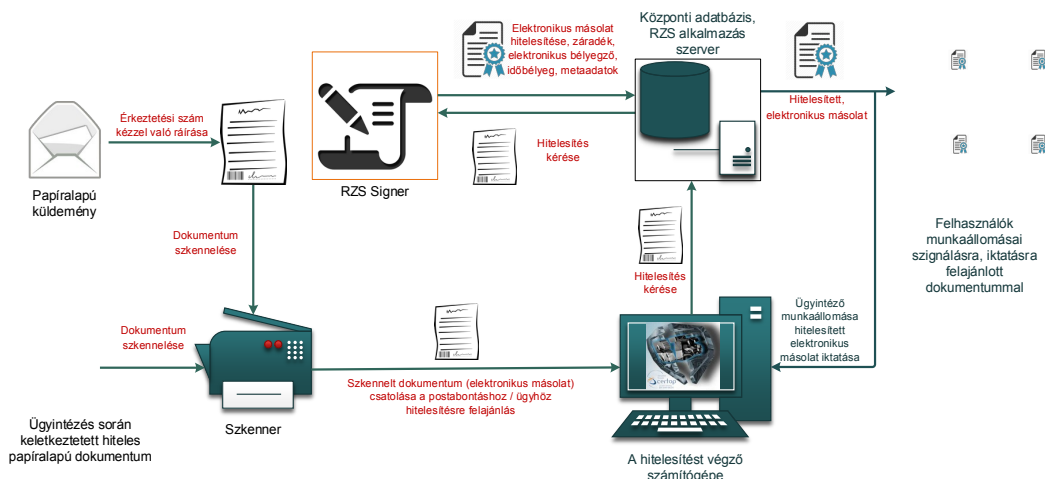 Központi adatbázis,
RZS alkalmazás
szerver
Elektronikus másolat
hitelesítése, záradék,
elektronikus bélyegző,
időbélyeg, metaadatok
Hitelesített,
elektronikus másolat
Érkeztetési szám
kézzel való ráírása
Hitelesítés
kérése
RZS Signer
Papíralapú
küldemény
Dokumentum
szkennelése
Hitelesítés
kérése
Felhasználók
munkaállomásai
szignálásra, iktatásra
felajánlott
dokumentummal
Ügyintéző
munkaállomása
hitelesített
elektronikus
másolat iktatása
Dokumentum
szkennelése
certop
Szkennelt dokumentum (elektronikus másolat)
csatolása a postabontáshoz / ügyhöz
hitelesítésre felajánlás
Szkenner
Ügyintézés során
keletkeztetett hiteles
papíralapú dokumentum
A hitelesítést végző
számítógépe